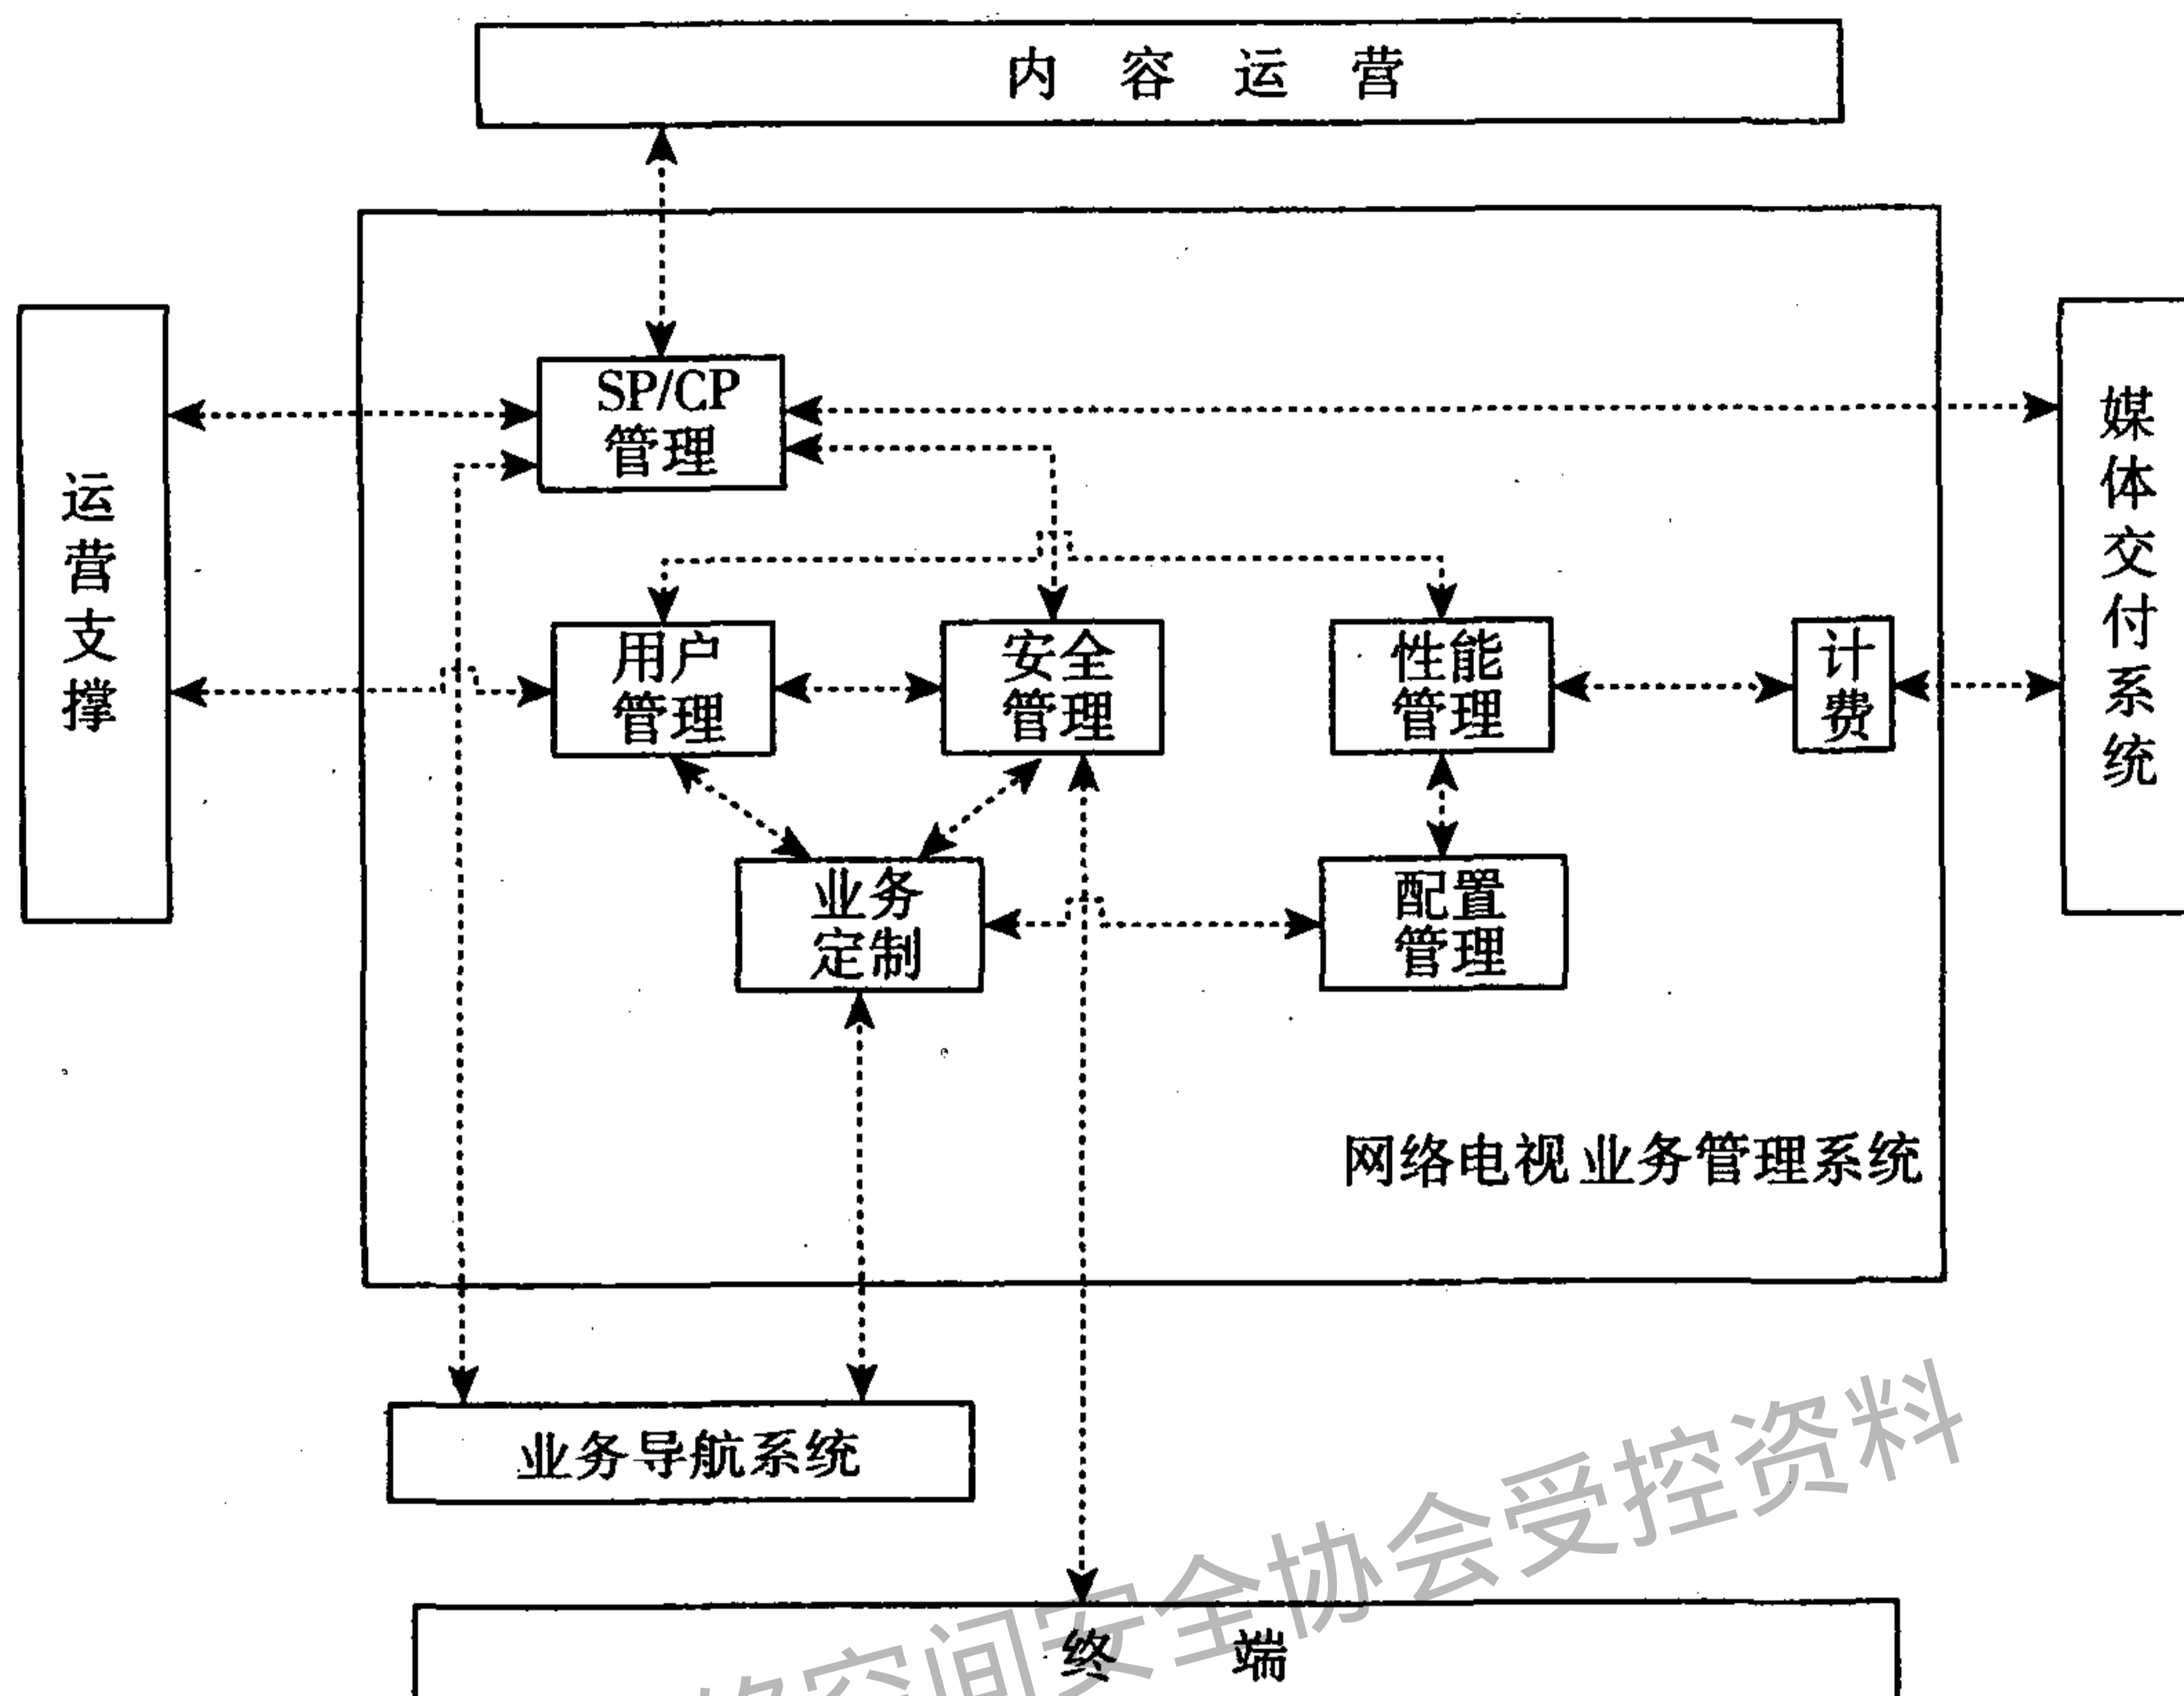 内 容 运 营
SP/CP
管理
运营支撑
媒体交付系统
用户
管理
安全
管理
性能
管理
计
费
业务
定制
配置
管理
网络电视业务管理系统
业务导航系统
终 端
空间安全协会受控资料